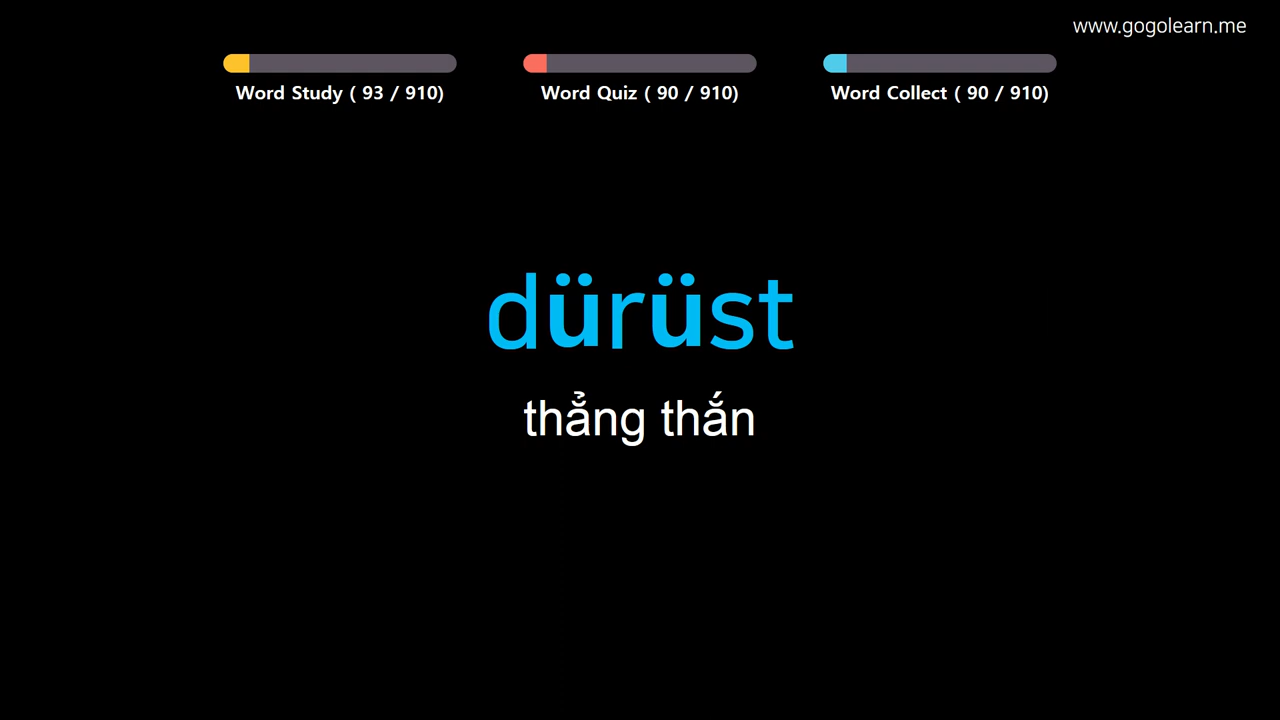 www.gogolearn.me
Word Study ( 93 / 910)
Word Quiz ( 90 / 910)
Word Collect ( 90 / 910)
dürüst
thẳng thắn